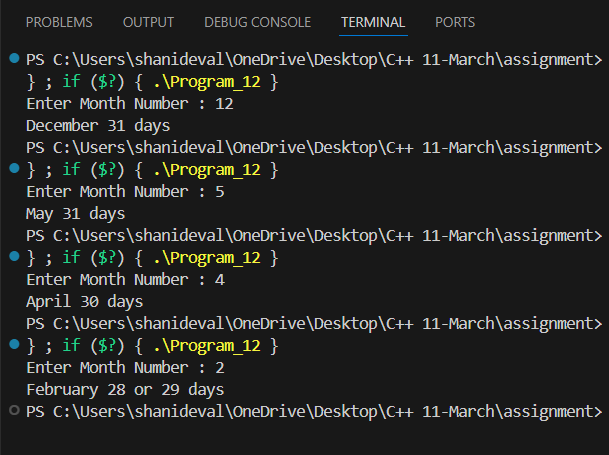 PROBLEMS OUTPUT DEBUG CONSOLE TERMINAL PORTS
PS C:\Users\shanideval\OneDrive\Desktop\C++ 11-March\assignment>
} ; if ($?) { .\Program_12 }
Enter Month Number : 12
December 31 days
PS C:\Users\shanideval\OneDrive\Desktop\C++ 11-March\assignment>
} ; if ($?) { .\Program_12 }
Enter Month Number : 5
May 31 days
PS C:\Users\shanideval\OneDrive\Desktop\C++ 11-March\assignment>
} ; if ($?) { .\Program_12 }
Enter Month Number : 4
April 30 days
PS C:\Users\shanideval\OneDrive\Desktop\C++ 11-March\assignment>
} ; if ($?) { .\Program_12 }
Enter Month Number : 2
February 28 or 29 days
PS C:\Users\shanideval\OneDrive\Desktop\C++ 11-March\assignment>